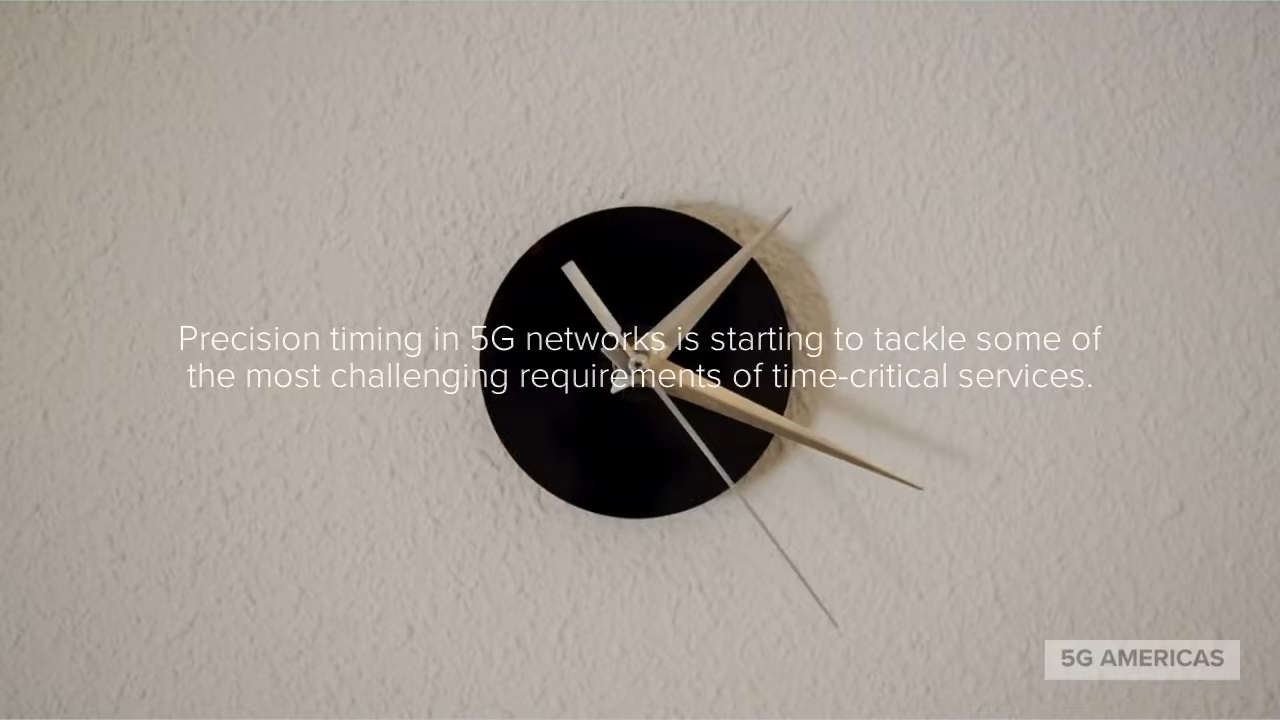 Precision timing in 5G networks is starting to tackle some of
the most challenging requirements of time-critical services.
5G AMERICAS